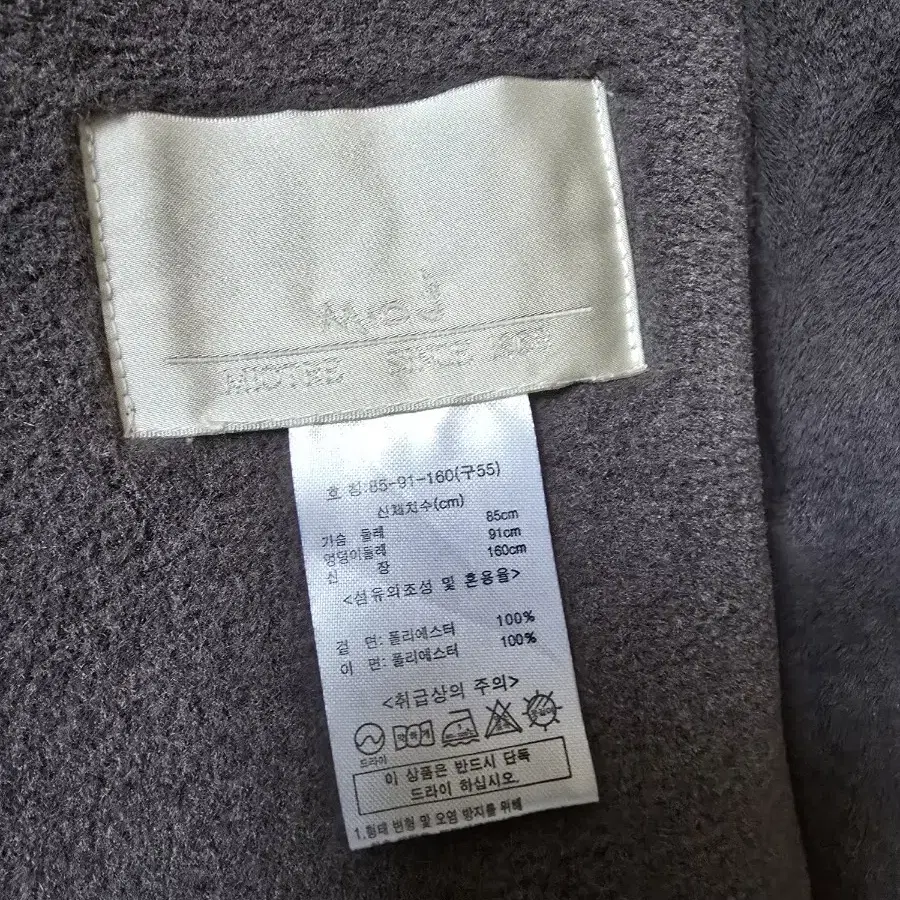 SINCE
호 칭:85-91-160(구55)
신체치수(cm)
가슴 둘레 85cm
엉덩이둘레 91cm
신 장 160cm
<섬유의조성 및 혼용율>
겉 면:폴리에스터 100%
이 면:폴리에스터 100%
<취급상의 주의>
드라이 약하게
이 상품은 반드시 단독
드라이 하십시오.
1.형태 변형 및 오염 방지를 위해